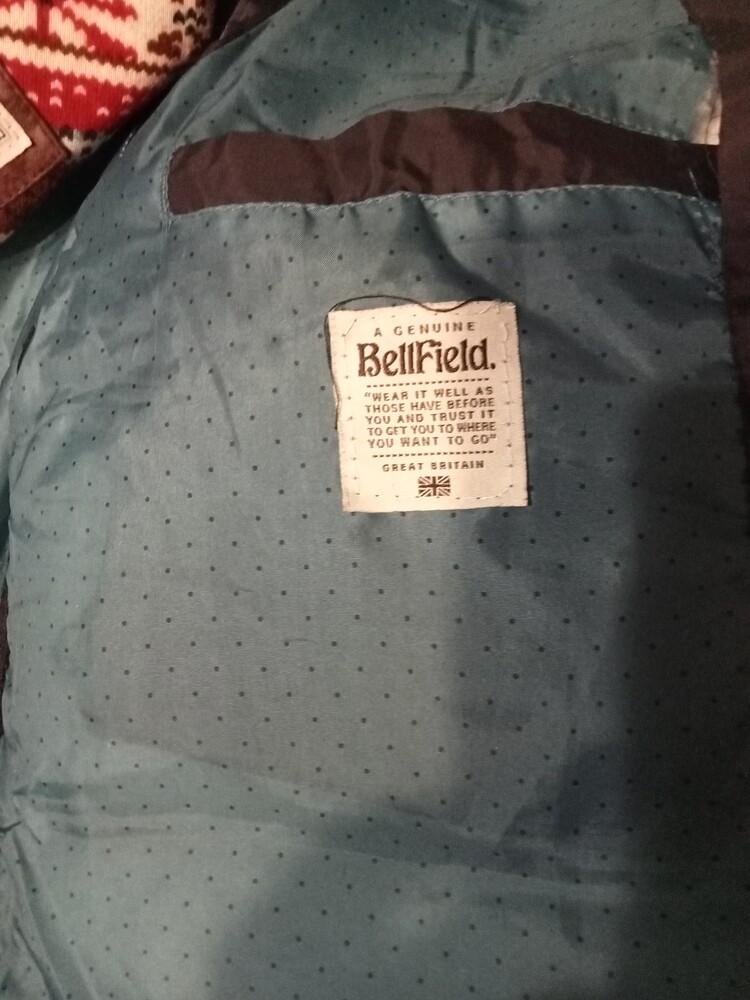 A GENUINE
BellField.
"WEAR IT WELL AS
THOSE HAVE BEFORE
YOU AND TRUST IT
TO GET YOU TO WHERE
YOU WANT TO GO"
GREAT BRITAIN